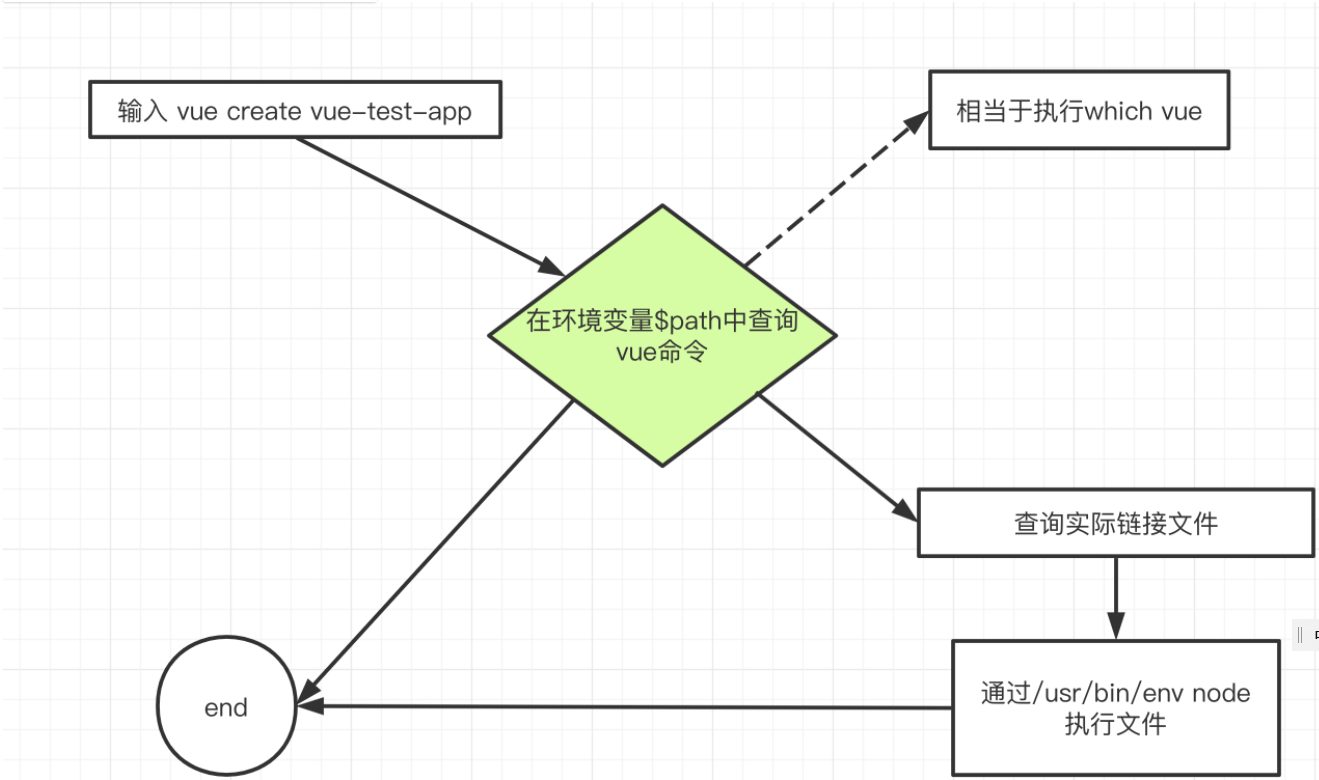 输入 vue create vue-test-app
相当于执行which vue
在环境变量$path中查询
vue命令
查询实际链接文件
通过/usr/bin/env node
执行文件
end